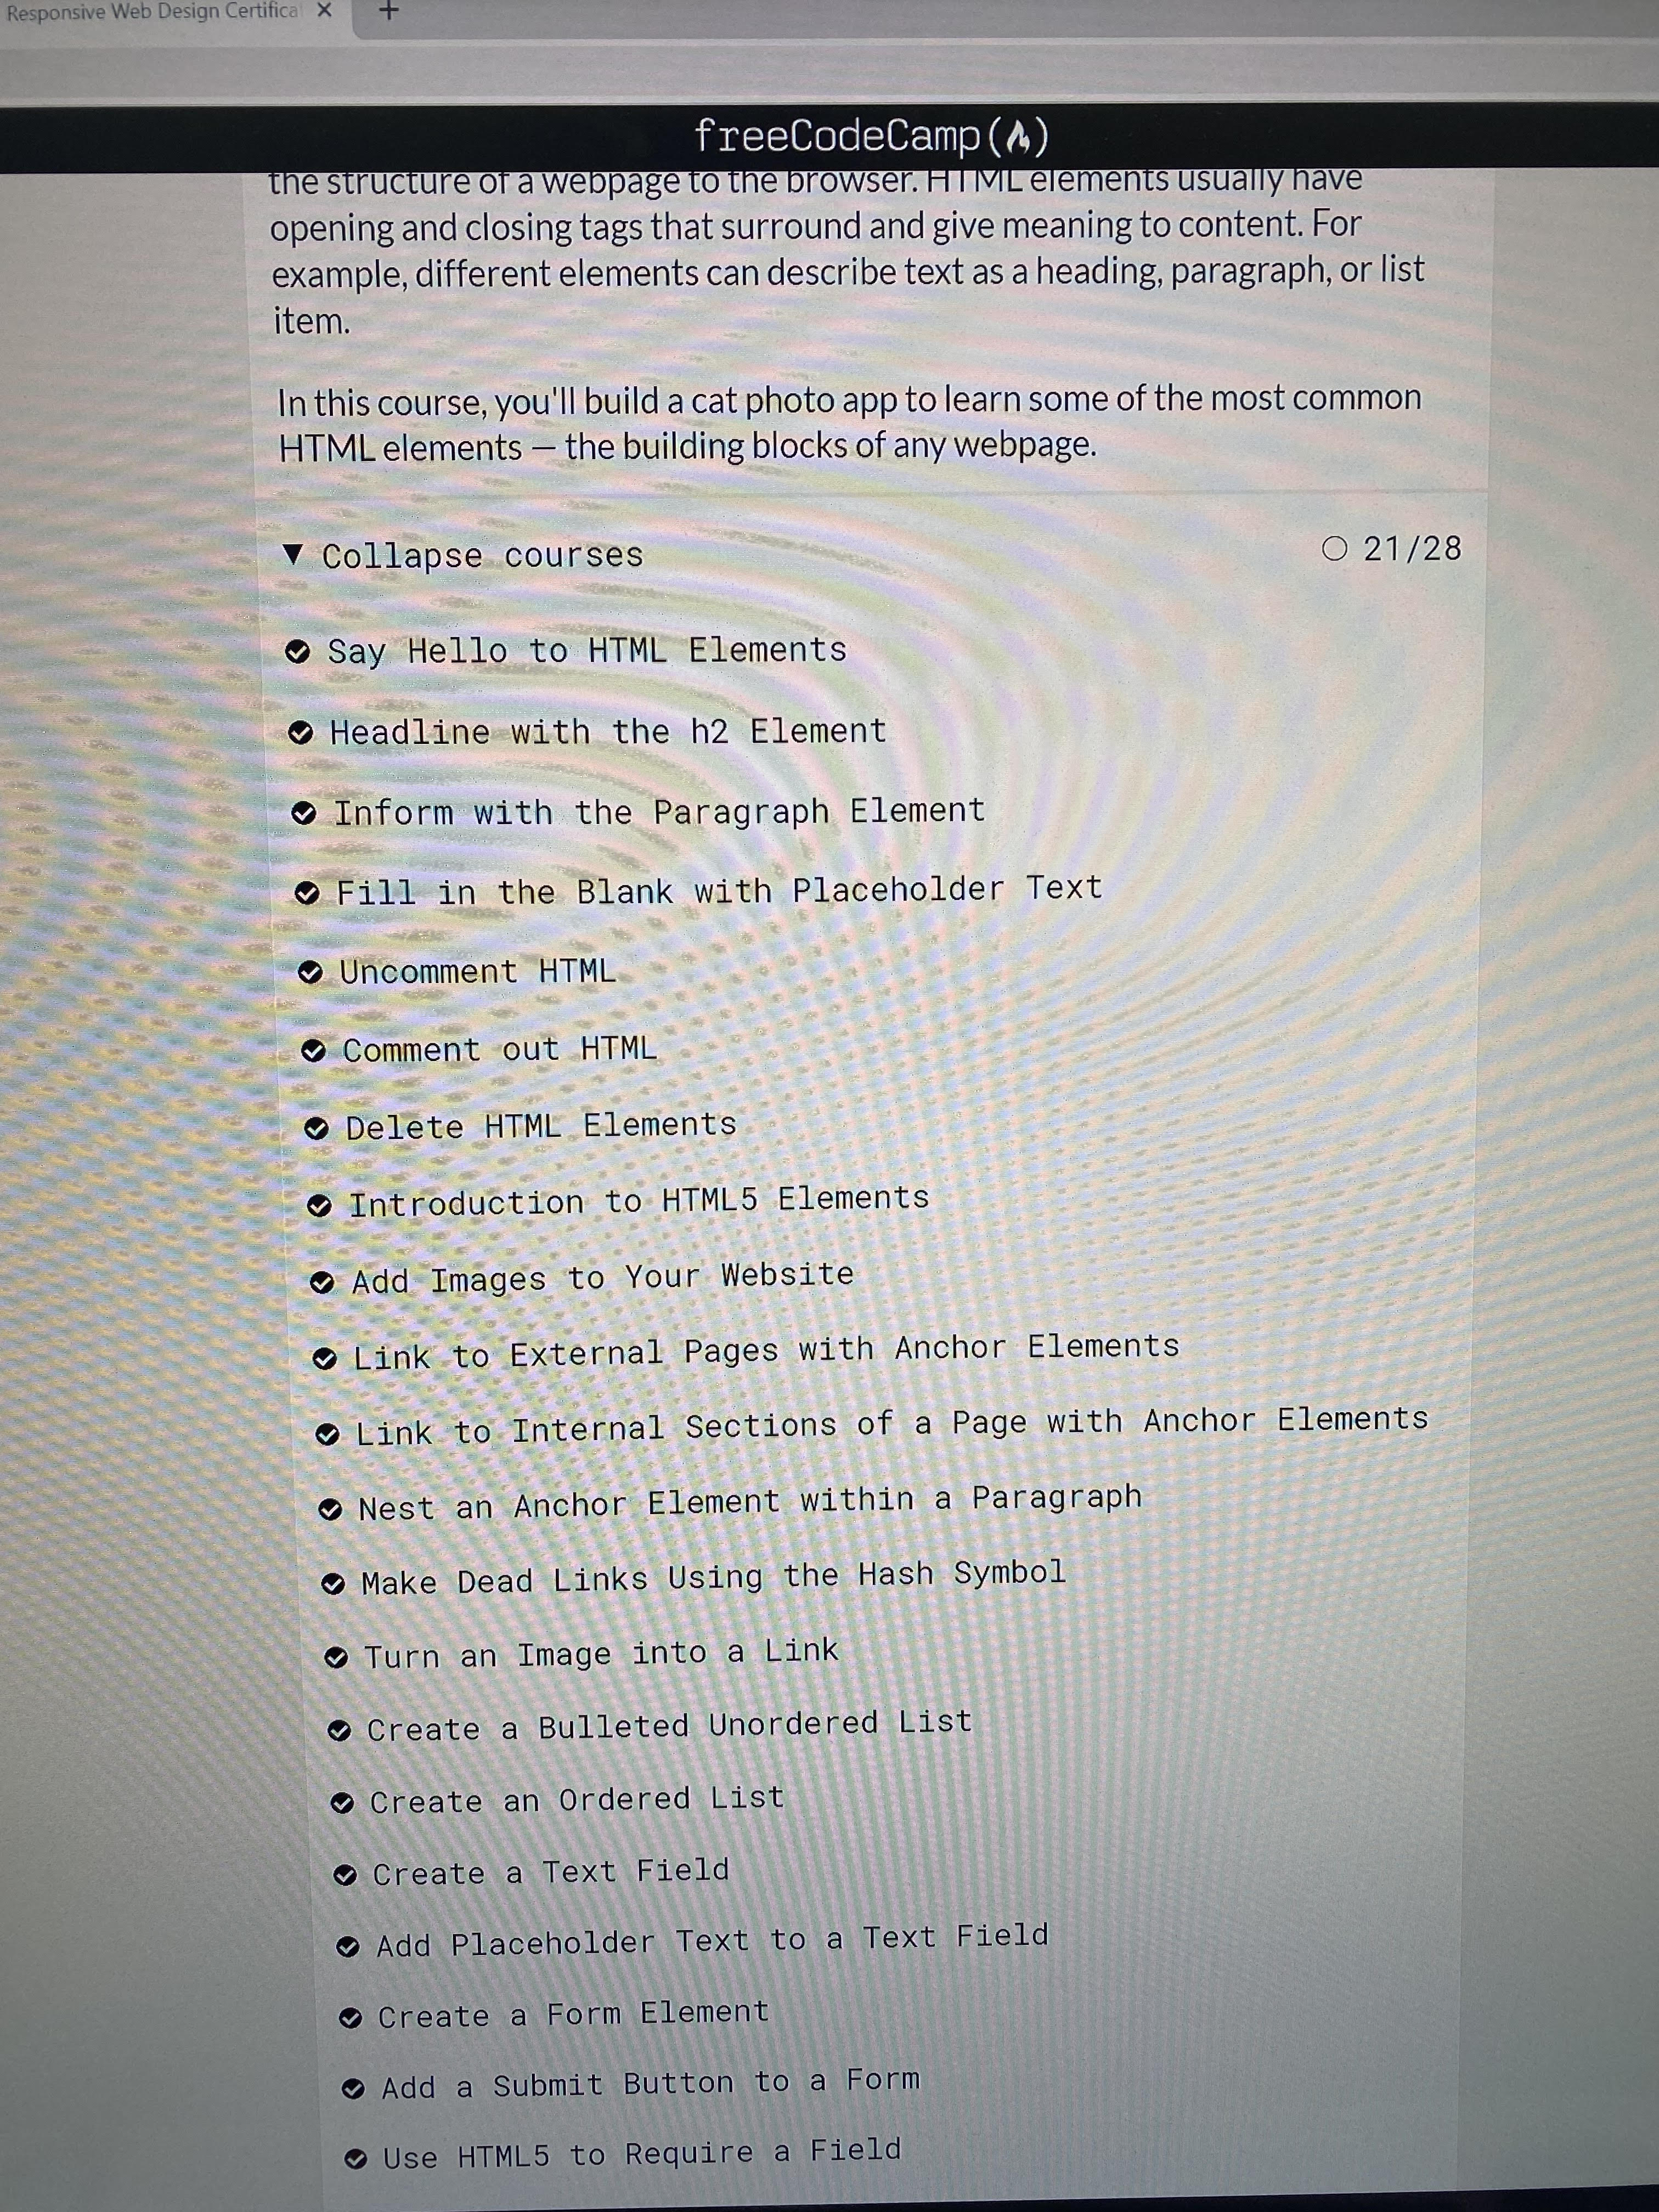 Responsive Web Design Certifica
freeCodeCamp
the structure of a webpage to the browser. HTML elements usually have
opening and closing tags that surround and give meaning to content. For
example, different elements can describe text as a heading, paragraph, or list
item.
In this course, you'll build a cat photo app to learn some of the most common
HTML elements — the building blocks of any webpage.
Collapse courses 21/28
Say Hello to HTML Elements
Headline with the h2 Element
Inform with the Paragraph Element
Fill in the Blank with Placeholder Text
Uncomment HTML
Comment out HTML
Delete HTML Elements
Introduction to HTML5 Elements
Add Images to Your Website
Link to External Pages with Anchor Elements
Link to Internal Sections of a Page with Anchor Elements
Nest an Anchor Element within a Paragraph
Make Dead Links Using the Hash Symbol
Turn an Image into a Link
Create a Bulleted Unordered List
Create an Ordered List
Create a Text Field
Add Placeholder Text to a Text Field
Create a Form Element
Add a Submit Button to a Form
Use HTML5 to Require a Field